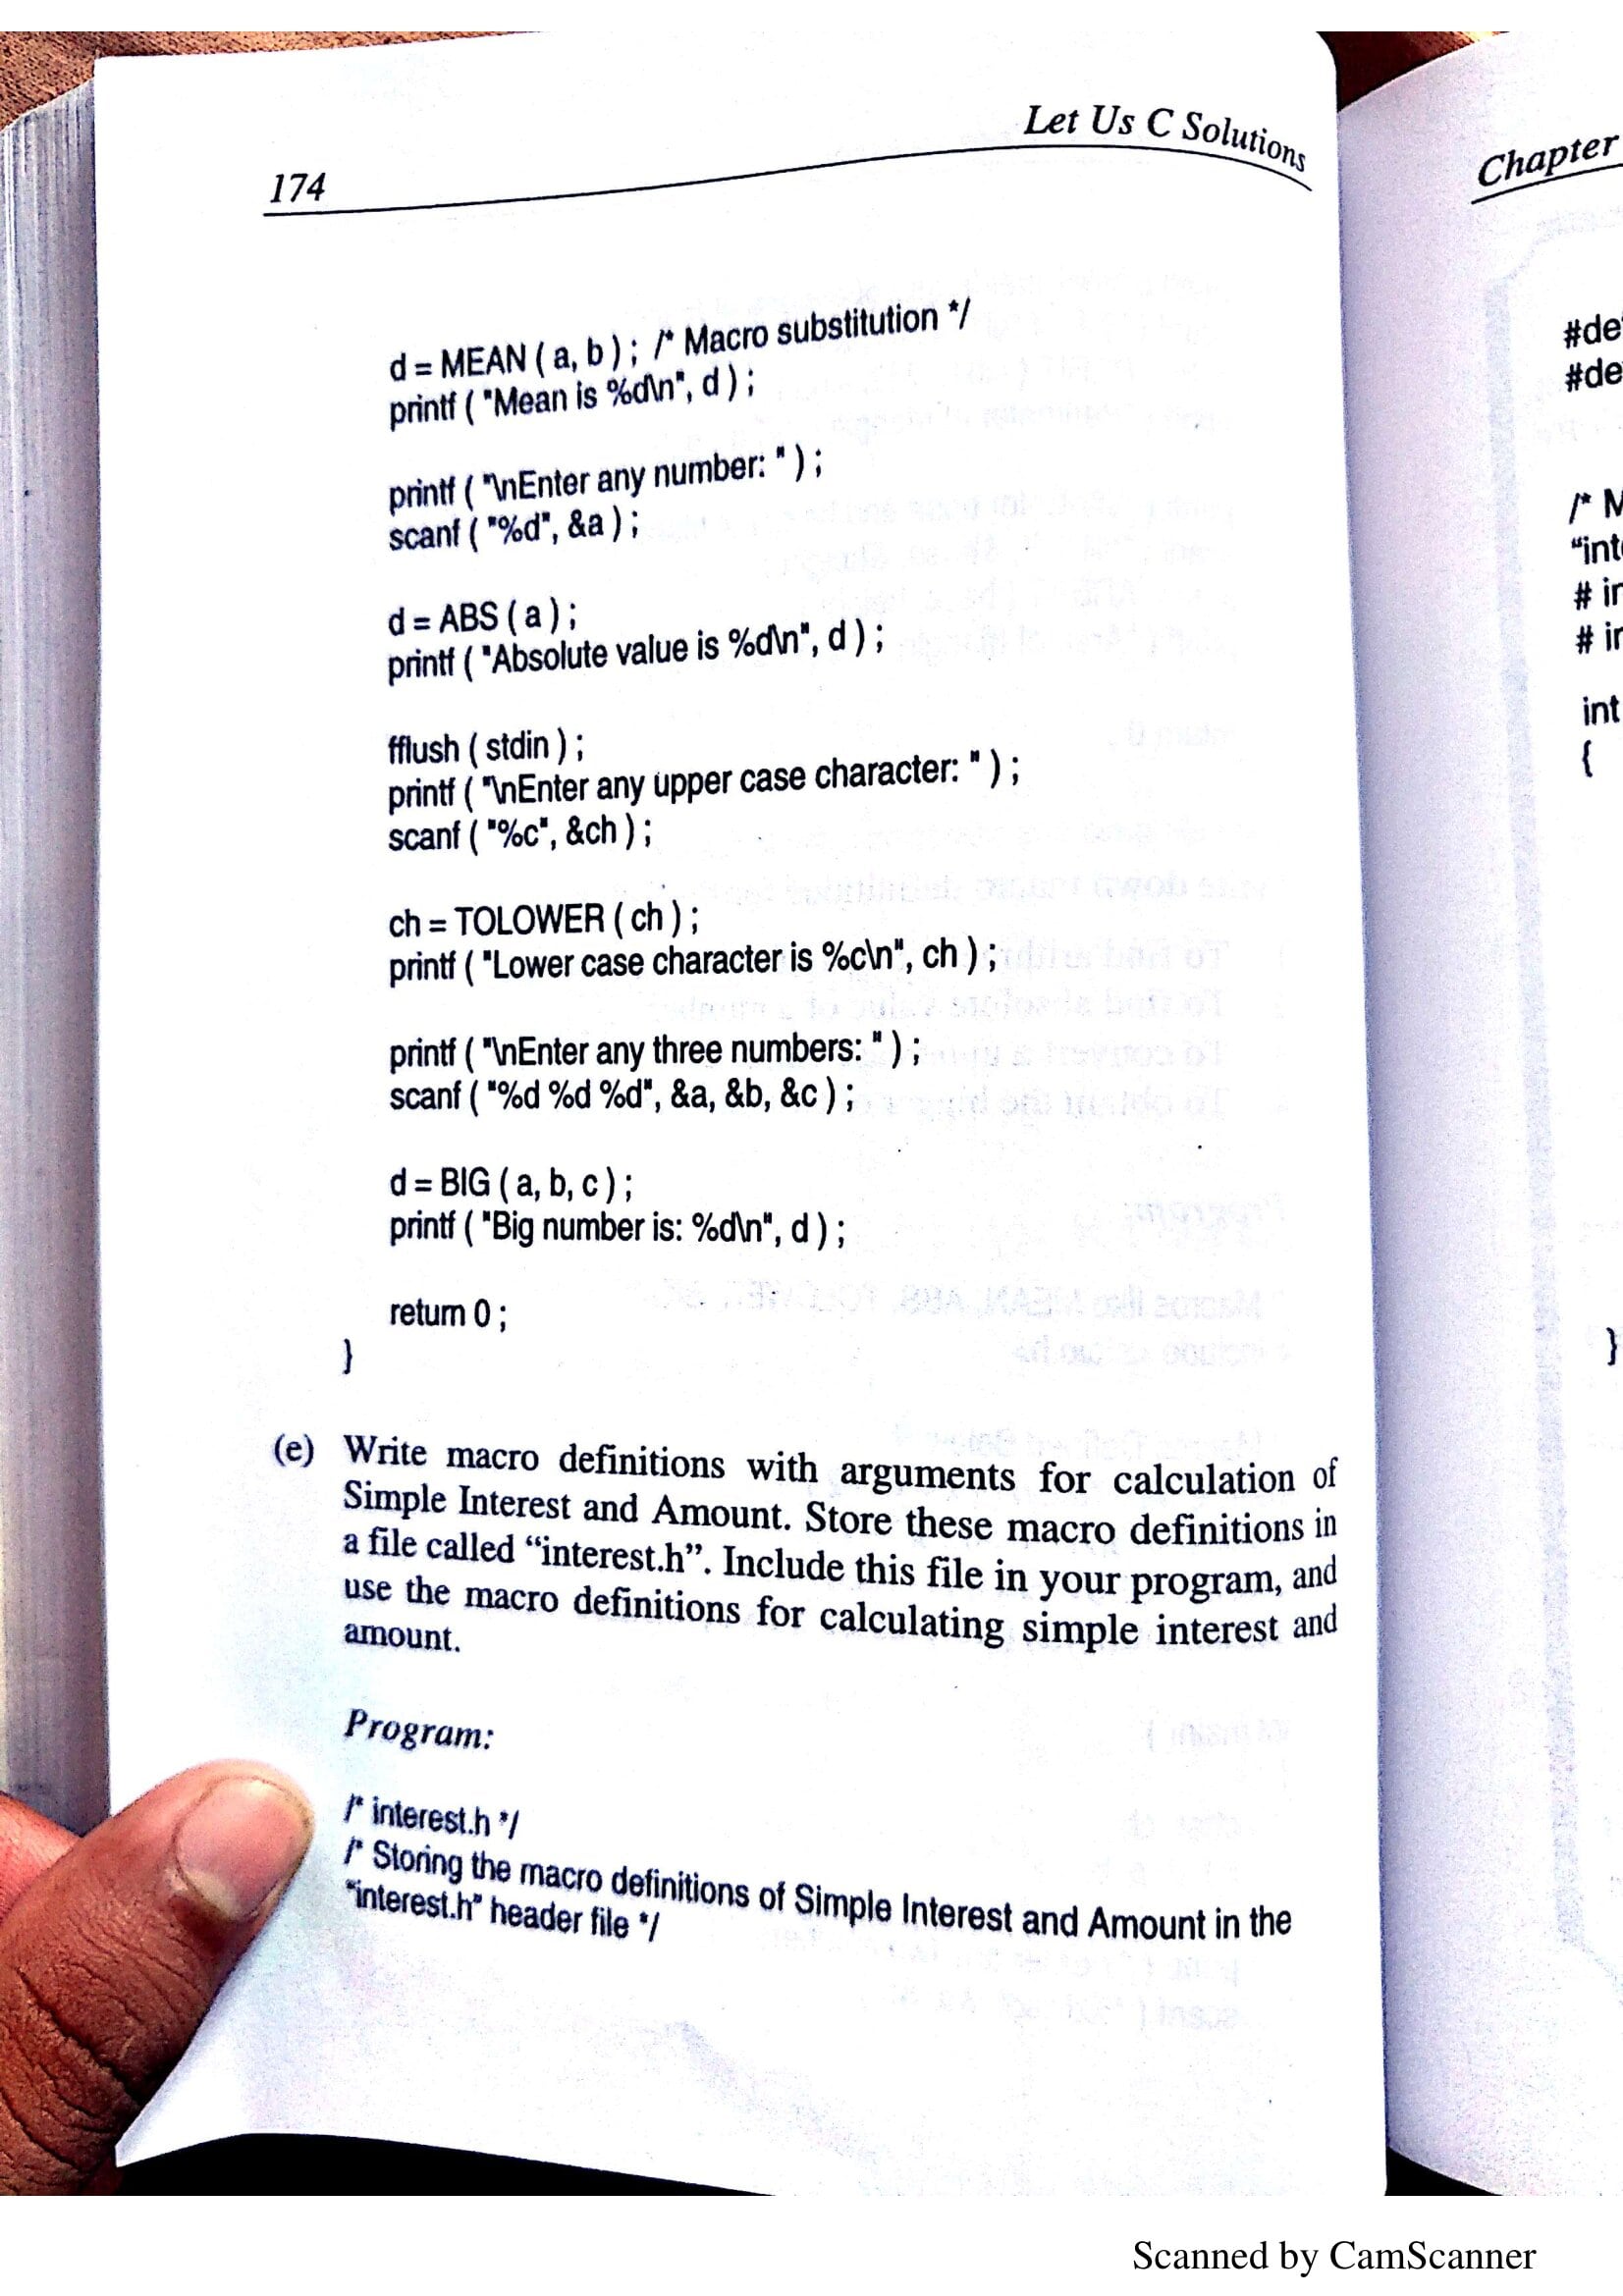 Let Us C Solutions
174
d = MEAN ( a, b ) ; /* Macro substitution */
printf ( "Mean is %d\n", d ) ;
printf ( "\nEnter any number: " ) ;
scanf ( "%d", &a ) ;
d = ABS ( a ) ;
printf ( "Absolute value is %d\n", d ) ;
fflush ( stdin ) ;
printf ( "\nEnter any upper case character: " ) ;
scanf ( "%c", &ch ) ;
ch = TOLOWER ( ch ) ;
printf ( "Lower case character is %c\n", ch ) ;
printf ( "\nEnter any three numbers: " ) ;
scanf ( "%d %d %d", &a, &b, &c ) ;
d = BIG ( a, b, c ) ;
printf ( "Big number is: %d\n", d ) ;
return 0 ;
}
(e) Write macro definitions with arguments for calculation of
Simple Interest and Amount. Store these macro definitions in
a file called “interest.h”. Include this file in your program, and
use the macro definitions for calculating simple interest and
amount.
Program:
/* interest.h */
/* Storing the macro definitions of Simple Interest and Amount in the
"interest.h" header file */
Chapter
#de
#de
/* M
“int
# in
# in
int
{
}
Scanned by CamScanner